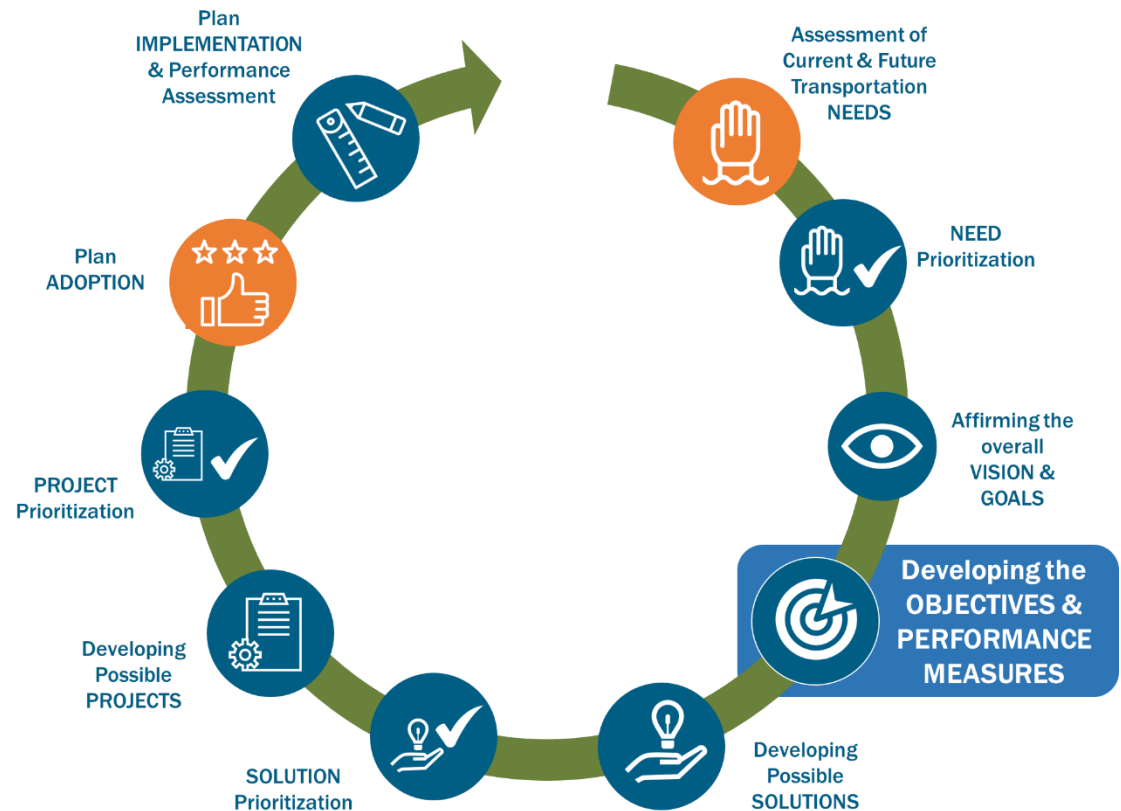 Assessment of
Current & Future
Transportation
NEEDS
NEED
Prioritization
Affirming the
overall
VISION &
GOALS
Developing the
OBJECTIVES &
PERFORMANCE
MEASURES
Developing
Possible
SOLUTIONS
SOLUTION
Prioritization
Developing
Possible
PROJECTS
PROJECT
Prioritization
Plan
ADOPTION
Plan
IMPLEMENTATION
& Performance
Assessment